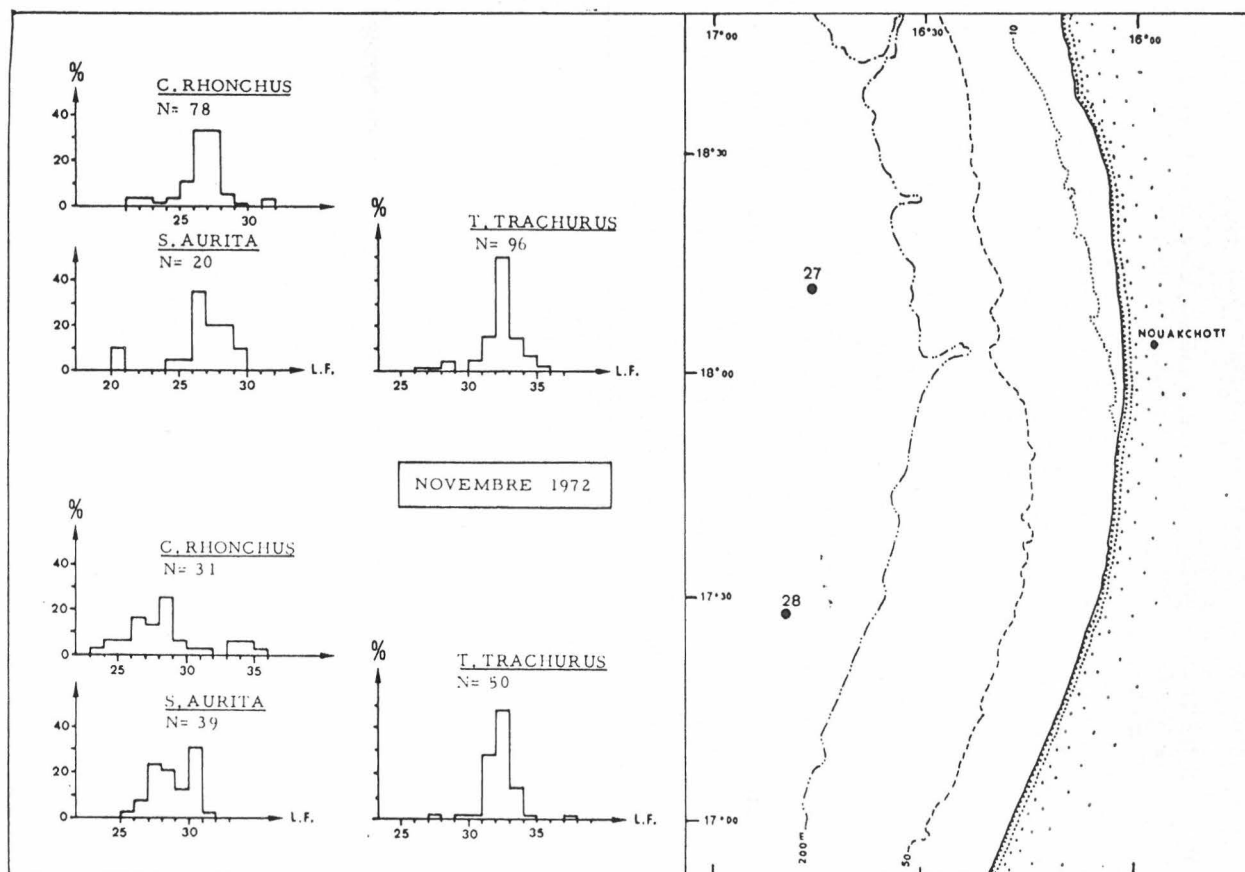 %
C. RHONCHUS
N= 78
40
20
0
25 30
%
S. AURITA
N= 20
40
20
0
20 25 30 L.F.
T. TRACHURUS
N= 96
25 30 35 L.F.
NOVEMBRE 1972
%
C. RHONCHUS
N= 31
40
20
0
25 30 35
%
S. AURITA
N= 39
40
20
0
25 30 L.F.
T. TRACHURUS
N= 50
25 30 35 L.F.
17°00 16°30 16°00
10
18°30
27
NOUAKCHOTT
18°00
17°30
28
17°00
200m
50